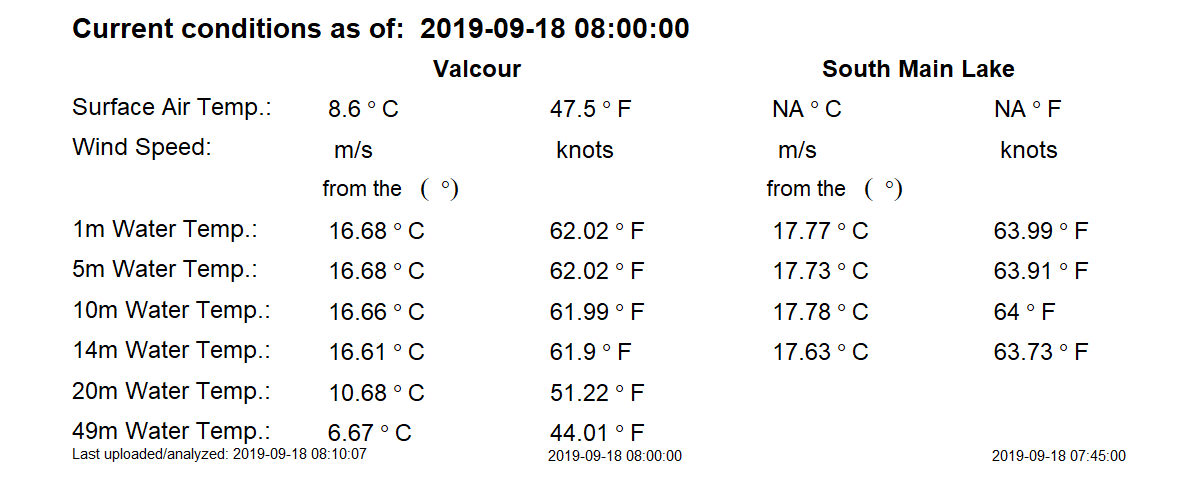 Current conditions as of: 2019-09-18 08:00:00
Valcour South Main Lake
Surface Air Temp.: 8.6 ° C 47.5 ° F NA ° C NA ° F
Wind Speed: m/s knots m/s knots
from the ( °) from the ( °)
1m Water Temp.: 16.68 ° C 62.02 ° F 17.77 ° C 63.99 ° F
5m Water Temp.: 16.68 ° C 62.02 ° F 17.73 ° C 63.91 ° F
10m Water Temp.: 16.66 ° C 61.99 ° F 17.78 ° C 64 ° F
14m Water Temp.: 16.61 ° C 61.9 ° F 17.63 ° C 63.73 ° F
20m Water Temp.: 10.68 ° C 51.22 ° F
49m Water Temp.: 6.67 ° C 44.01 ° F
Last uploaded/analyzed: 2019-09-18 08:10:07 2019-09-18 08:00:00 2019-09-18 07:45:00